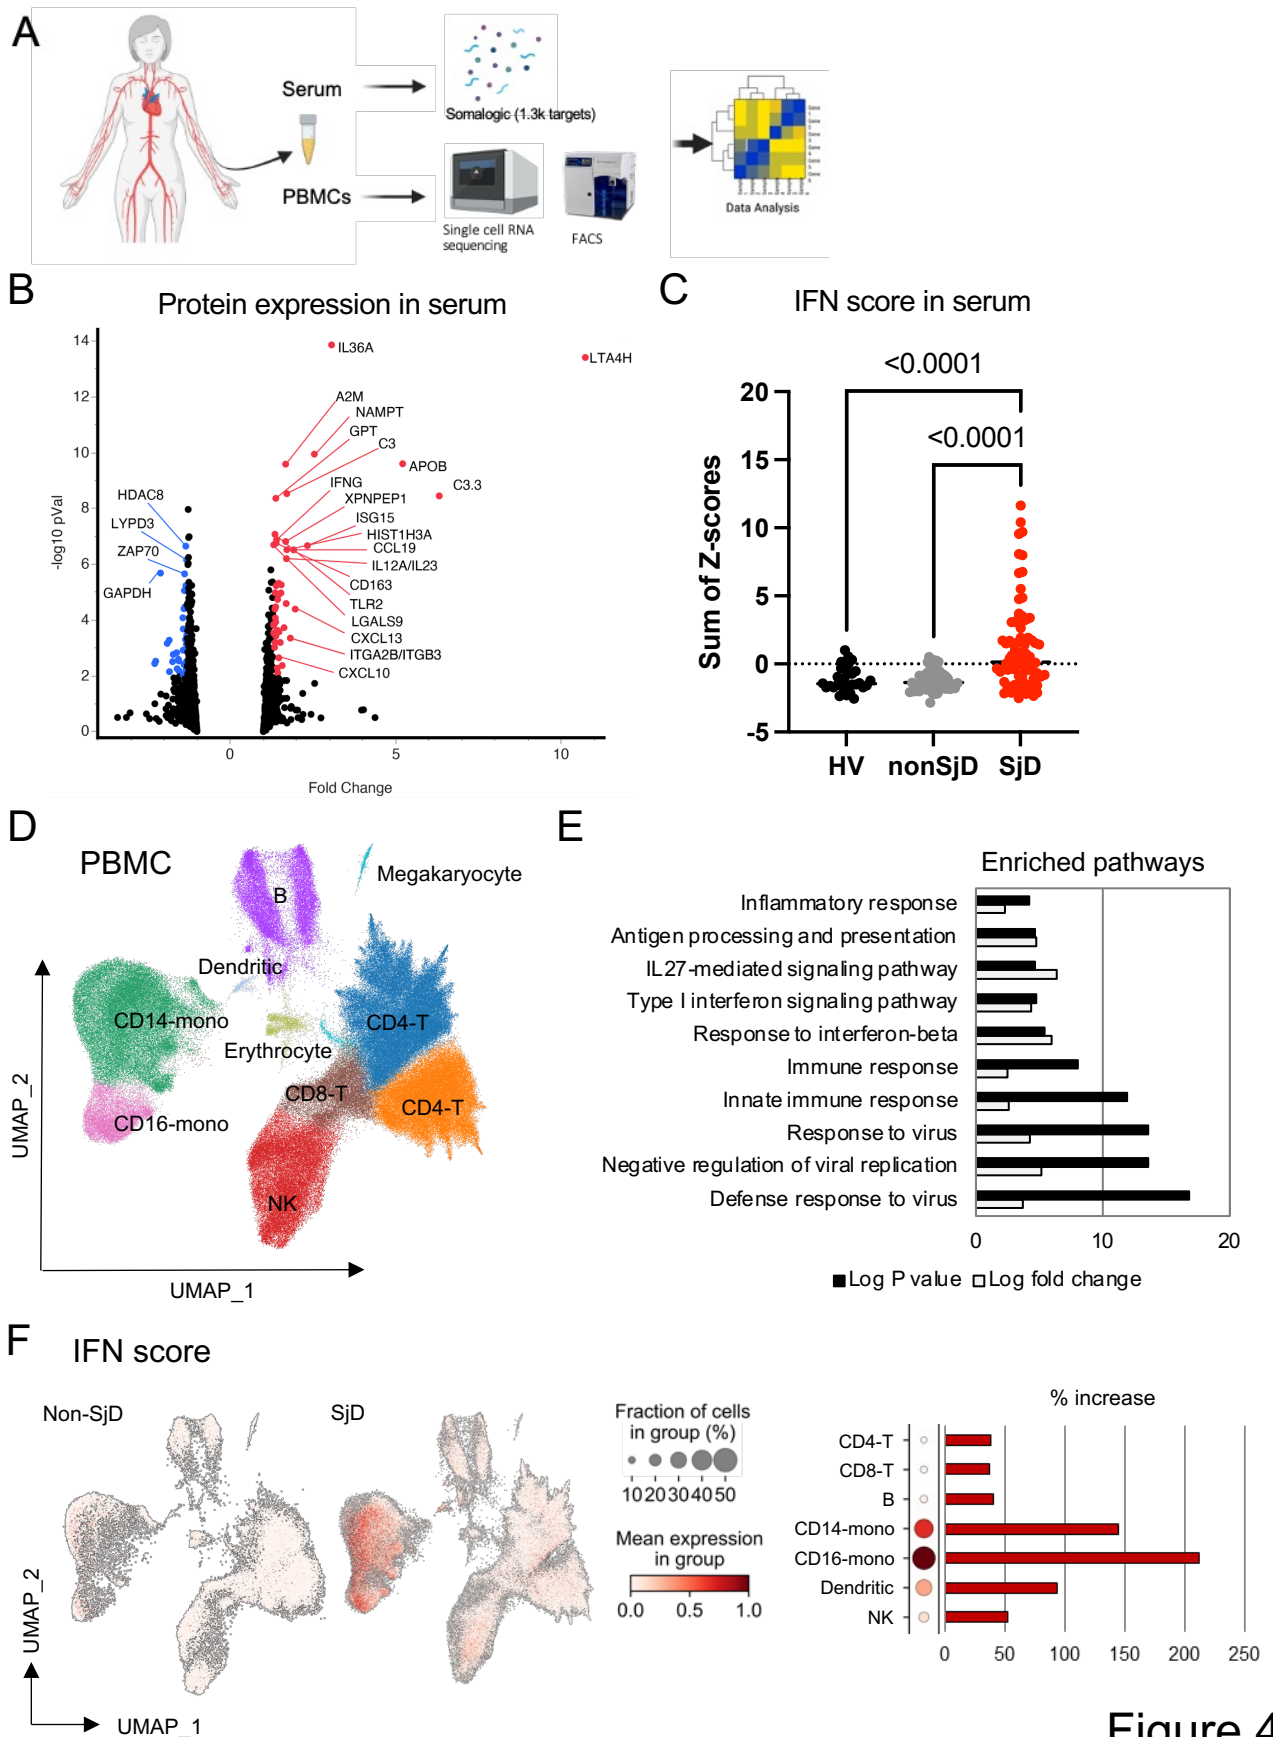 A
Serum
PBMCs
Somalogic (1.3k targets)
Single cell RNA
sequencing
FACS
Data Analysis
B
Protein expression in serum
-log10 pVal
14
12
10
8
6
4
2
0
0
5
10
Fold Change
IL36A
LTA4H
A2M
NAMPT
GPT
C3
APOB
C3.3
IFNG
XPNPEP1
ISG15
HIST1H3A
CCL19
IL12A/IL23
CD163
TLR2
LGALS9
CXCL13
ITGA2B/ITGB3
CXCL10
HDAC8
LYPD3
ZAP70
GAPDH
C
IFN score in serum
<0.0001
<0.0001
Sum of Z-scores
20
15
10
5
0
-5
HV
nonSjD
SjD
D
PBMC
B
Megakaryocyte
Dendritic
CD14-mono
CD4-T
Erythrocyte
CD8-T
CD4-T
CD16-mono
NK
UMAP_2
UMAP_1
E
Enriched pathways
Inflammatory response
Antigen processing and presentation
IL27-mediated signaling pathway
Type I interferon signaling pathway
Response to interferon-beta
Immune response
Innate immune response
Response to virus
Negative regulation of viral replication
Defense response to virus
0
10
20
Log P value
Log fold change
F
IFN score
Non-SjD
SjD
UMAP_2
UMAP_1
Fraction of cells
in group (%)
10 20 30 40 50
Mean expression
in group
0.0
0.5
1.0
% increase
CD4-T
CD8-T
B
CD14-mono
CD16-mono
Dendritic
NK
0
50
100
150
200
250
Figure 4